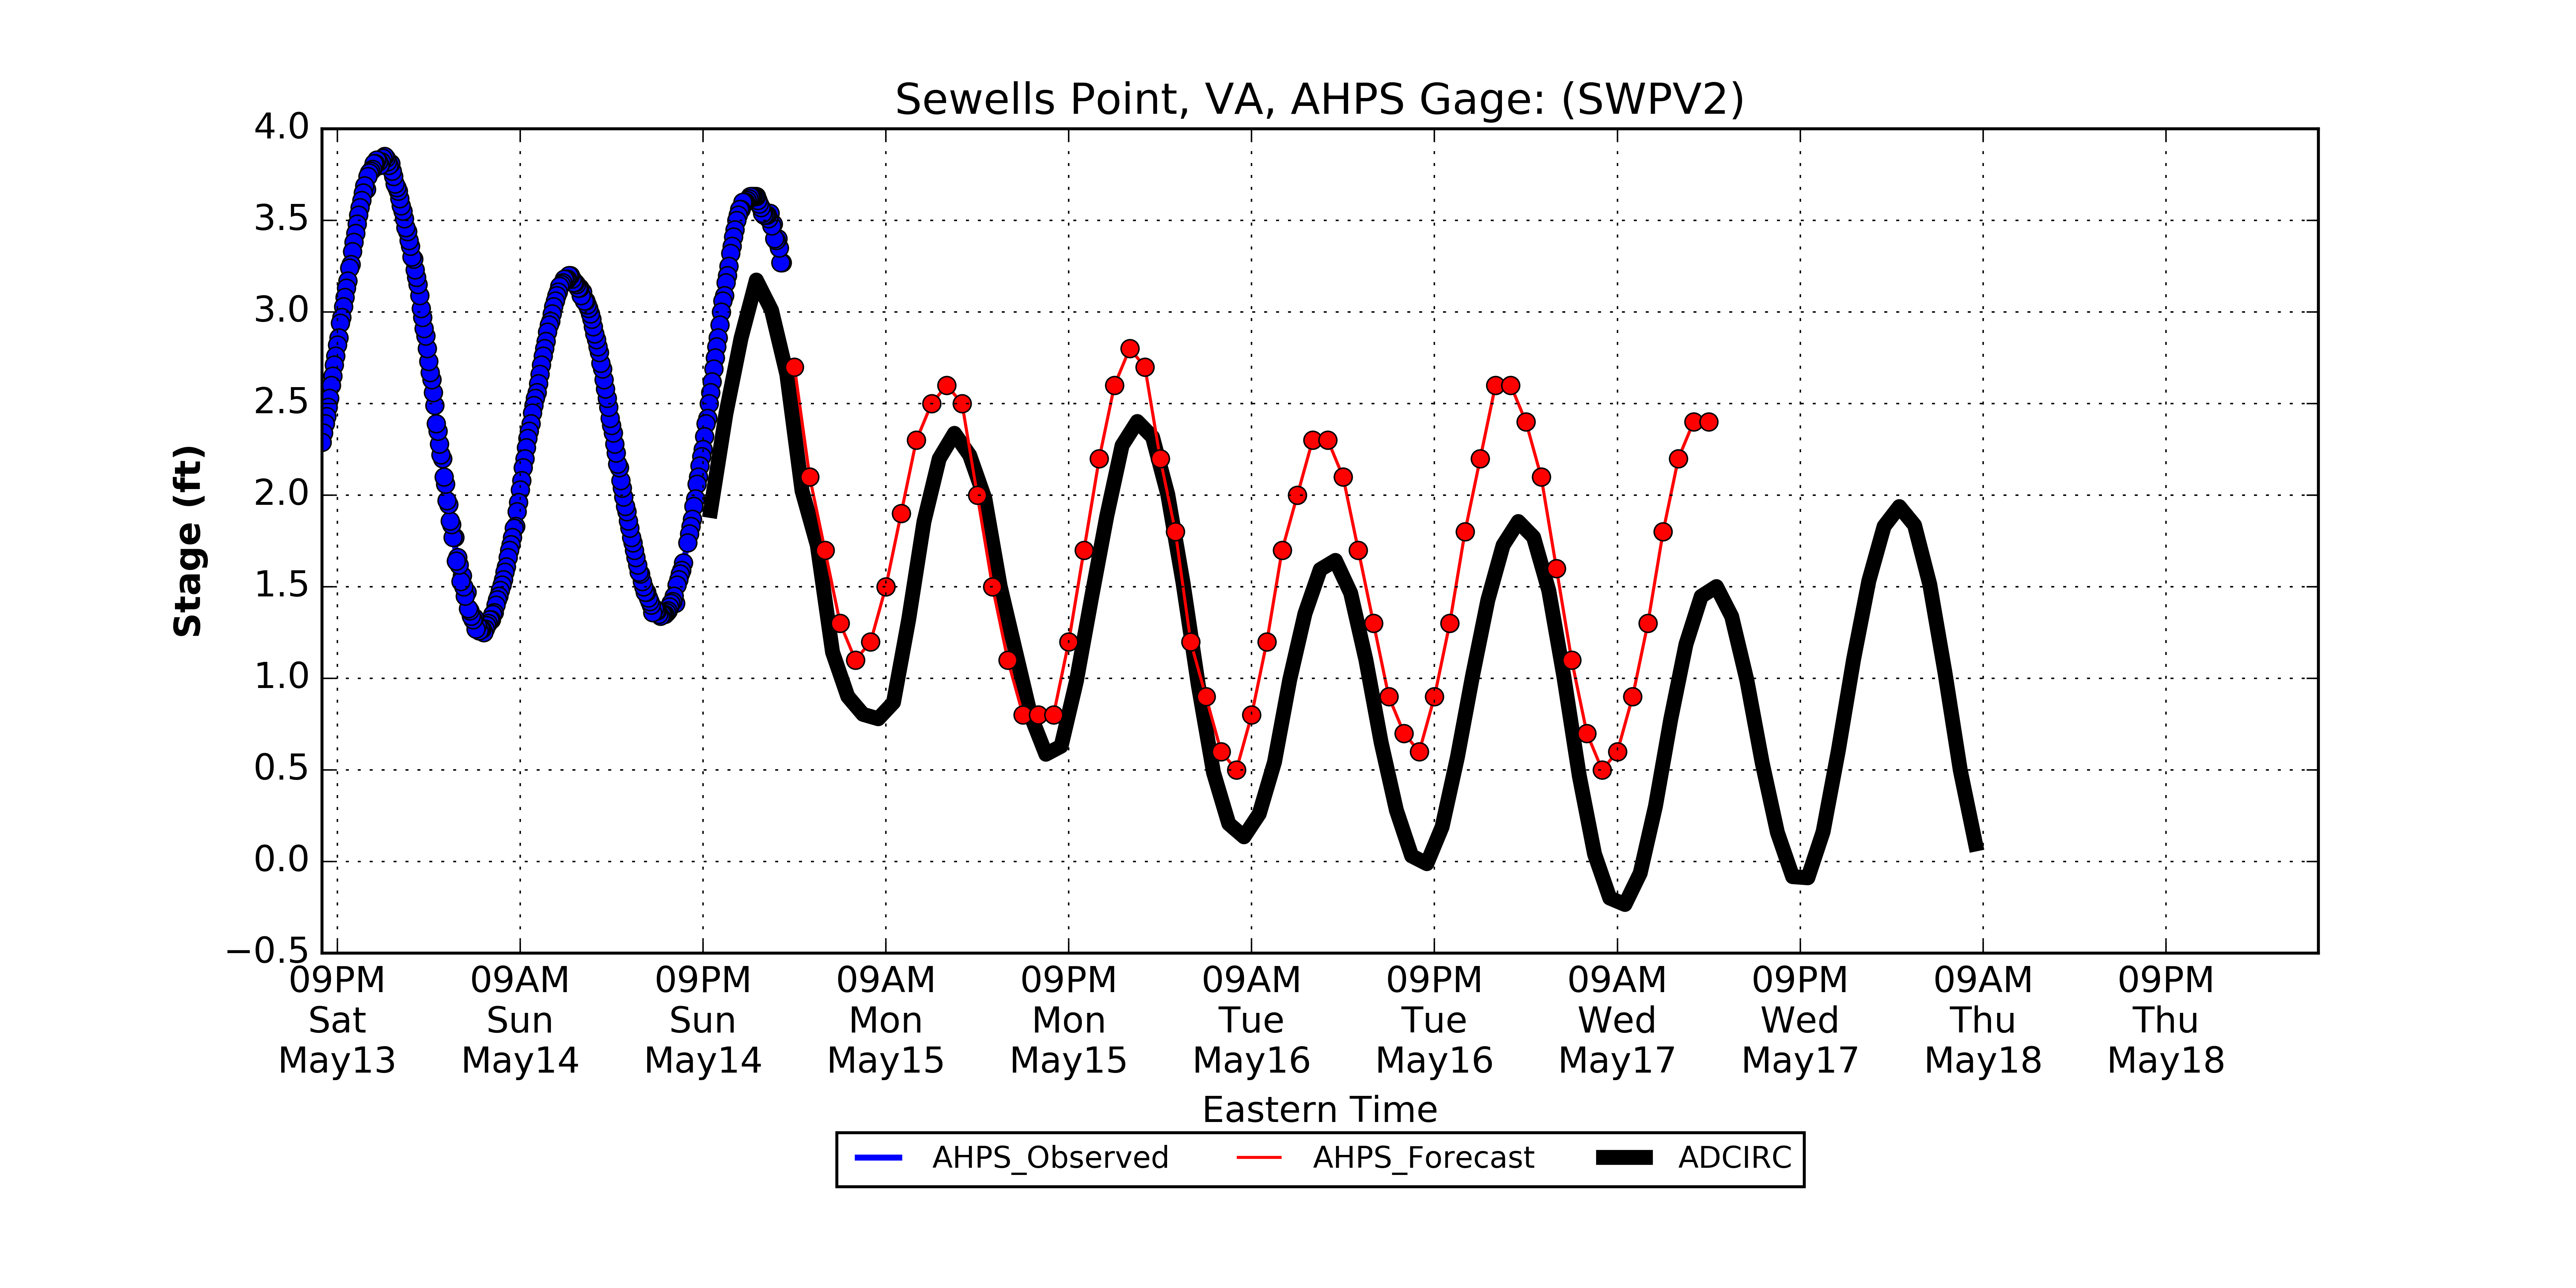 Sewells Point, VA, AHPS Gage: (SWPV2)
4.0
3.5
3.0
2.5
2.0
1.5
1.0
0.5
0.0
−0.5
Stage (ft)
09PM 09AM 09PM 09AM 09PM 09AM 09PM 09AM 09PM 09AM 09PM
Sat Sun Sun Mon Mon Tue Tue Wed Wed Thu Thu
May13 May14 May14 May15 May15 May16 May16 May17 May17 May18 May18
Eastern Time
AHPS_Observed AHPS_Forecast ADCIRC